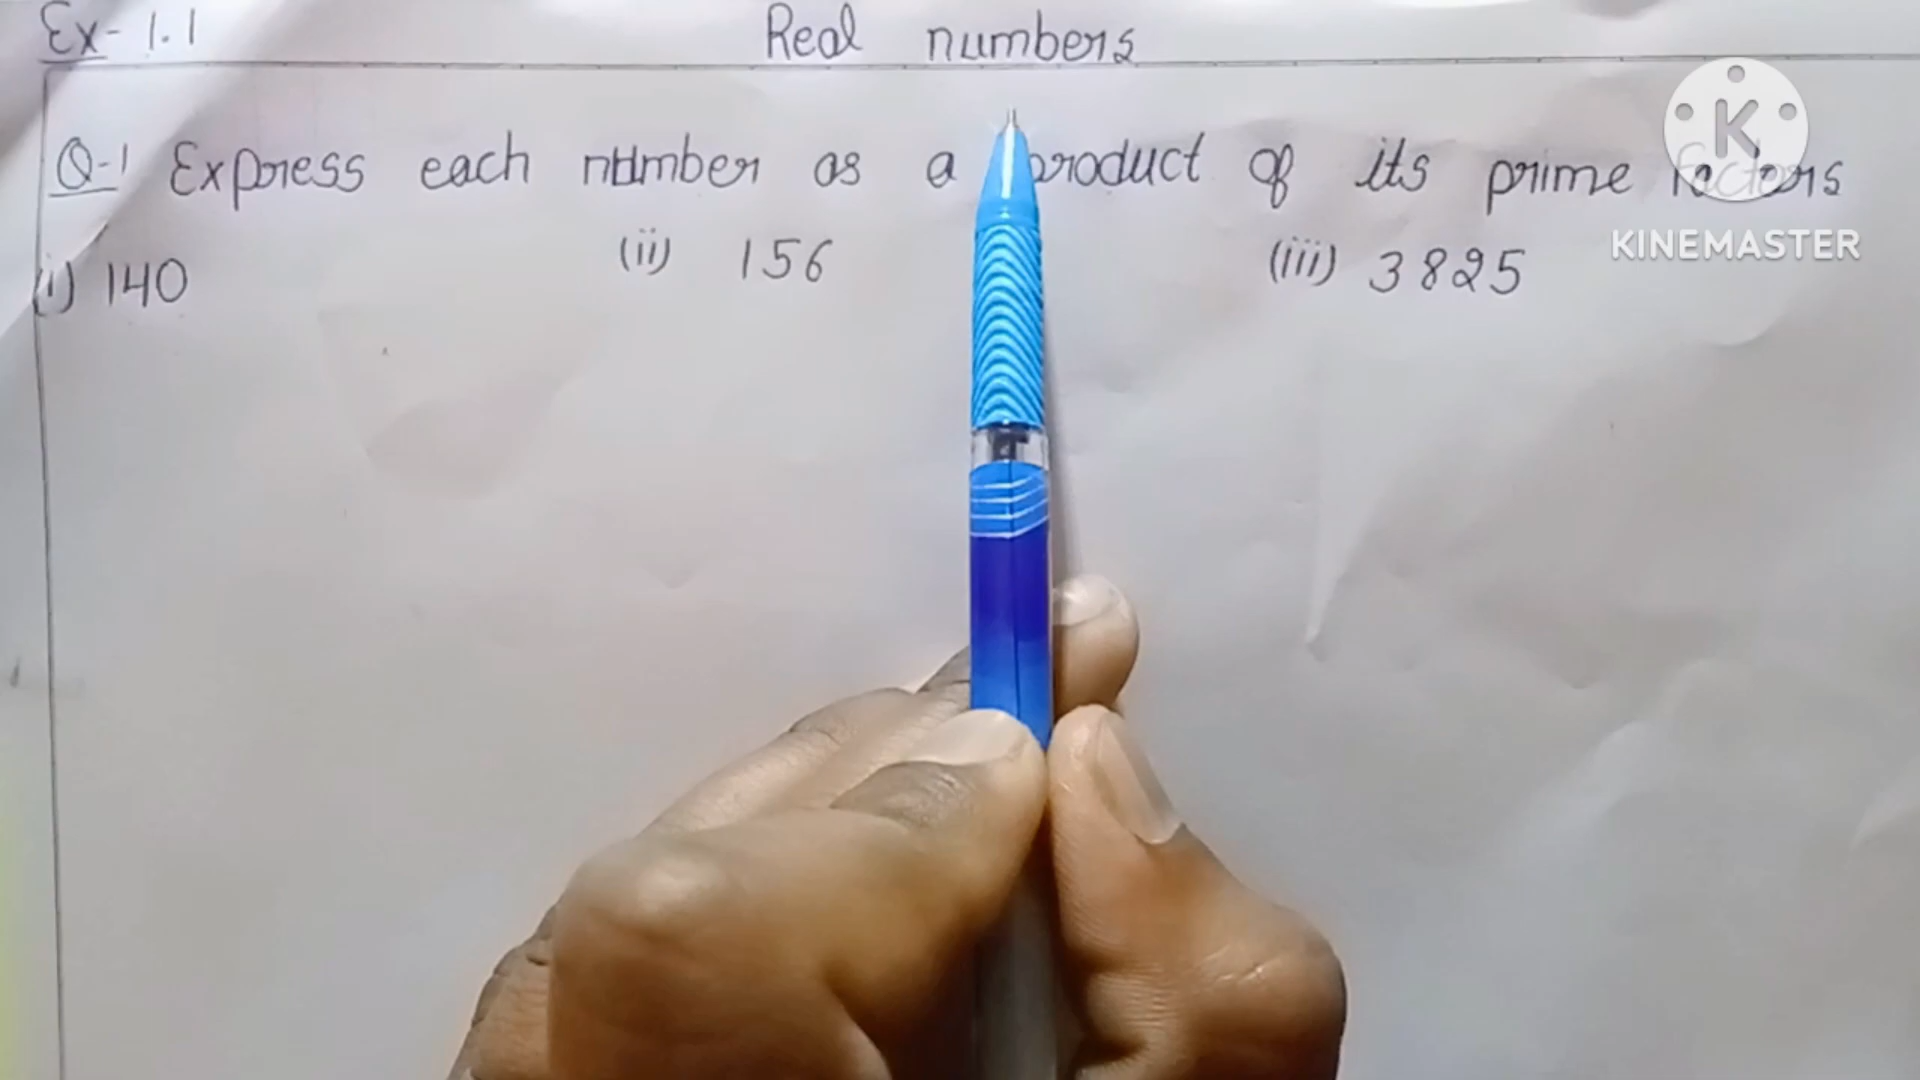 Ex-1.1 Real numbers
Q-1 Express each number as a product of its prime factors
(i) 140 (ii) 156 (iii) 3825
K
KINEMASTER